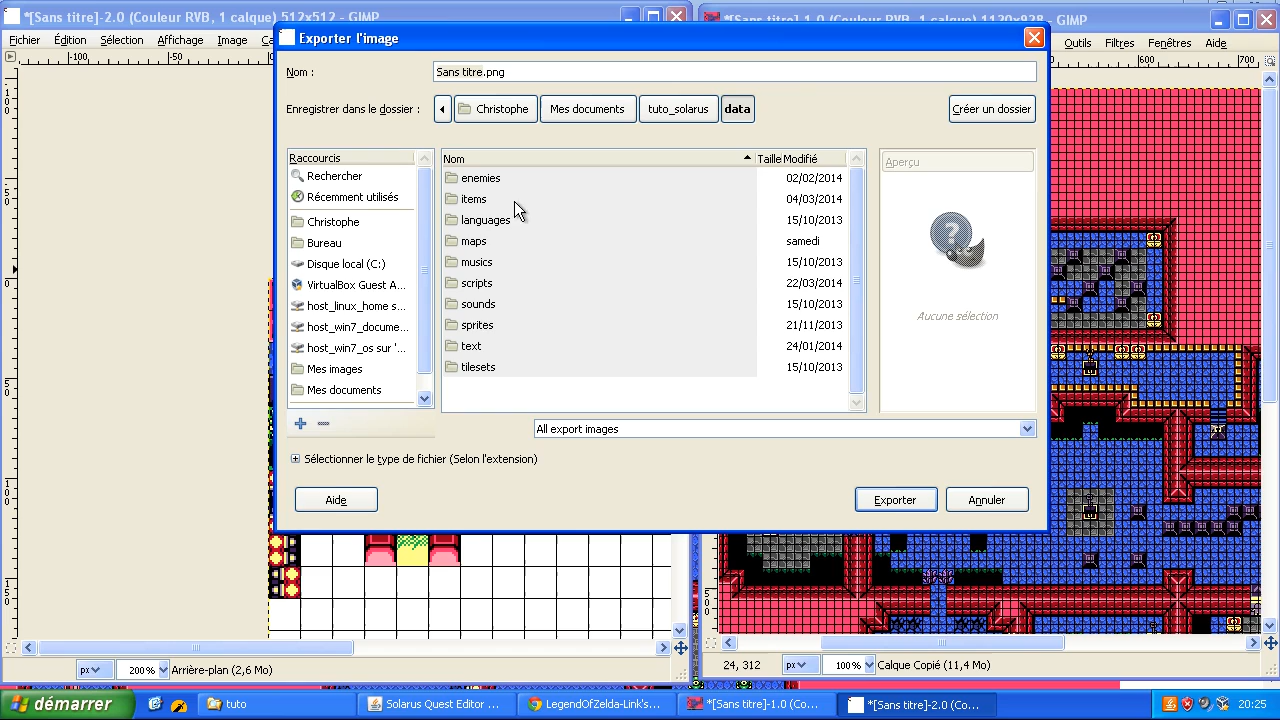 *[Sans titre]-2.0 (Couleur RVB, 1 calque) 512x512 - GIMP
*[Sans titre]-1.0 (Couleur RVB, 1 calque) 1120x928 - GIMP
Fichier Édition Sélection Affichage Image
Outils Filtres Fenêtres Aide
-100 -50
600 700
Exporter l'image
Nom :
Sans titre.png
Enregistrer dans le dossier :
Christophe
Mes documents
tuto_solarus
data
Créer un dossier
Raccourcis
Rechercher
Récemment utilisés
Christophe
Bureau
Disque local (C:)
VirtualBox Guest A...
host_linux
host_win7_docume...
host_win7_c sur '...
Mes images
Mes documents
Nom Taille Modifié
enemies 02/02/2014
items 04/03/2014
languages 15/10/2013
maps samedi
musics 15/10/2013
scripts 22/03/2014
sounds 15/10/2013
sprites 21/11/2013
text 24/01/2014
tilesets 15/10/2013
Aperçu
Aucune sélection
All export images
Sélectionner le type de fichier (Selon extension)
Aide
Exporter
Annuler
px 200% Arrière-plan (2,6 Mo)
24, 312 px 100% Calque Copié (11,4 Mo)
démarrer
tuto
Solarus Quest Editor ...
LegendOfZelda-Link's...
*[Sans titre]-1.0 (Co...
*[Sans titre]-2.0 (Co...
20:25